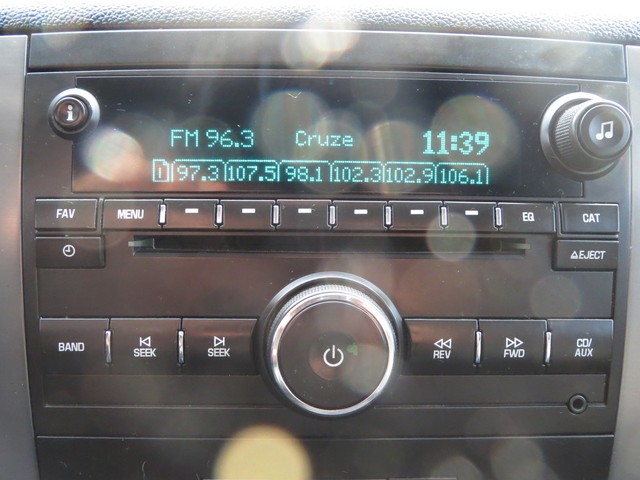 i
FM 96.3 Cruze 11:39
1 97.3 107.5 98.1 102.3 102.9 106.1
FAV MENU EQ CAT
EJECT
BAND SEEK SEEK REV FWD CD/
AUX